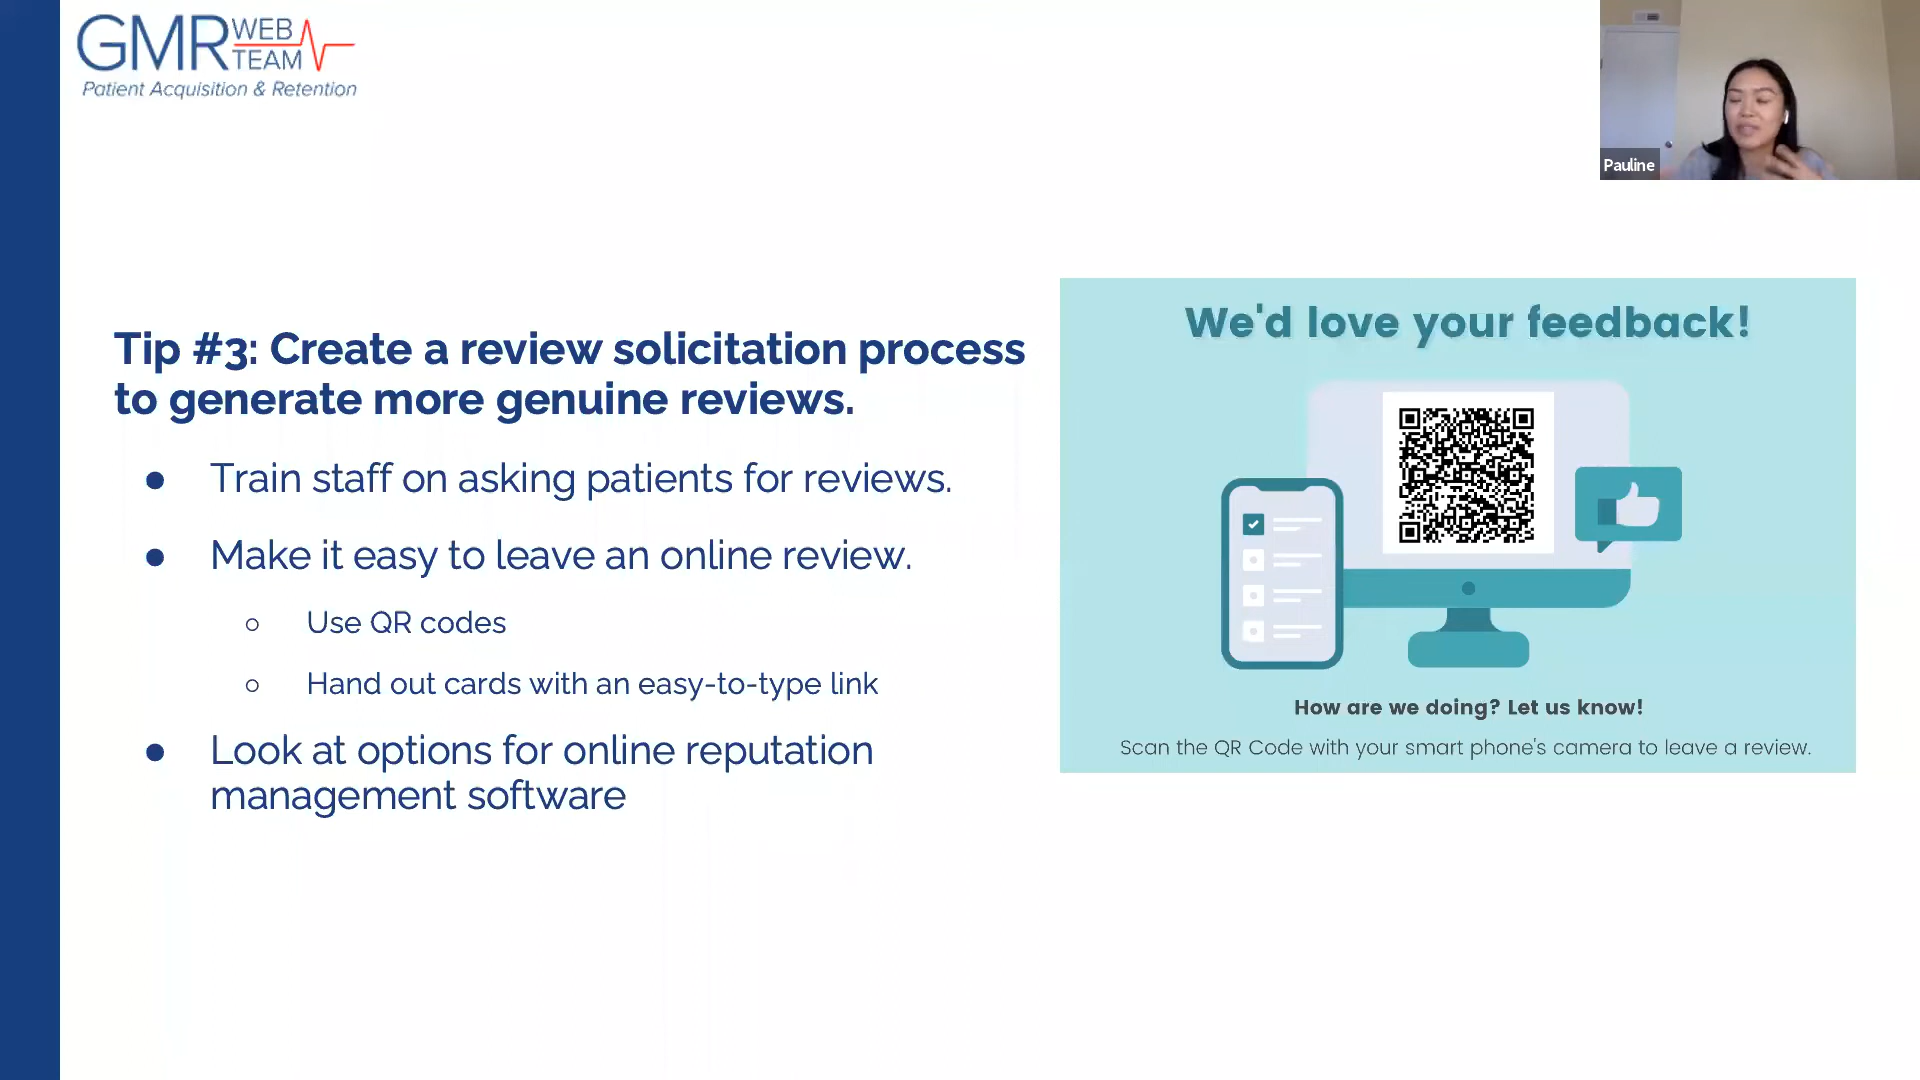 GMR WEB TEAM
Patient Acquisition & Retention
Pauline
Tip #3: Create a review solicitation process
to generate more genuine reviews.
● Train staff on asking patients for reviews.
● Make it easy to leave an online review.
○ Use QR codes
○ Hand out cards with an easy-to-type link
● Look at options for online reputation
management software
We'd love your feedback!
How are we doing? Let us know!
Scan the QR Code with your smart phone's camera to leave a review.